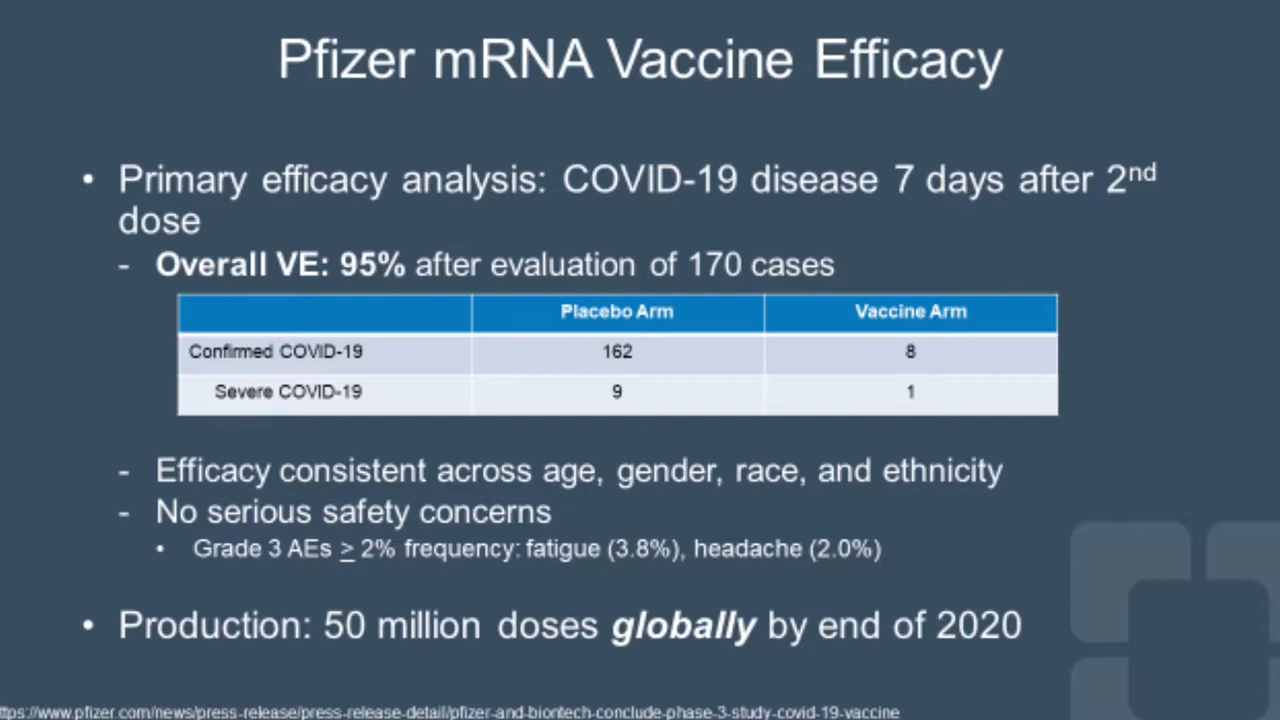 Pfizer mRNA Vaccine Efficacy
• Primary efficacy analysis: COVID-19 disease 7 days after 2nd
dose
- Overall VE: 95% after evaluation of 170 cases
Placebo Arm Vaccine Arm
Confirmed COVID-19 162 8
Severe COVID-19 9 1
- Efficacy consistent across age, gender, race, and ethnicity
- No serious safety concerns
• Grade 3 AEs ≥ 2% frequency: fatigue (3.8%), headache (2.0%)
• Production: 50 million doses globally by end of 2020
ttps://www.pfizer.com/news/press-release/press-release-detail/pfizer-and-biontech-conclude-phase-3-study-covid-19-vaccine